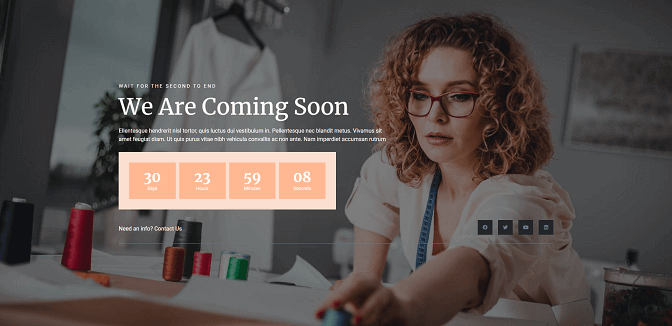 WAIT FOR THE SECOND TO END
We Are Coming Soon
Ellentesque hendrerit nisl tortor, quis luctus dui vestibulum in. Pellentesque nec blandit metus. Vivamus sit
amet feugiat diam. Ut quis purus vitae nibh vehicula convallis ac non ante. Nam imperdiet accumsan rutrum
30 23 59 08
Days Hours Minutes Seconds
Need an info? Contact Us